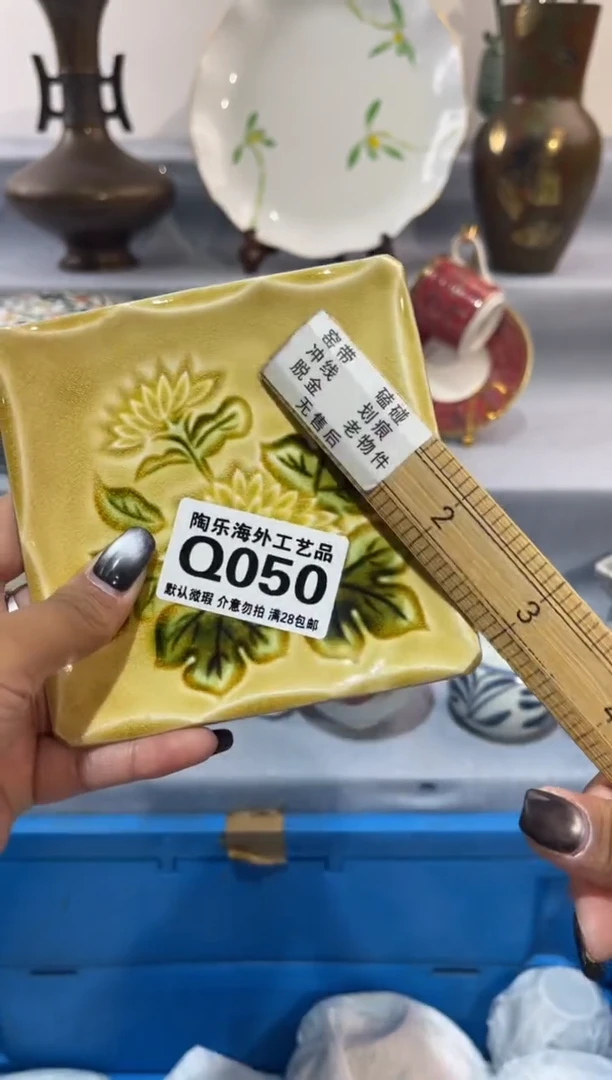 窑带 磕碰
冲线 划痕
脱金 老物件
无售后
陶乐海外工艺品
Q050
默认微瑕 介意勿拍 满28包邮
2
3
4